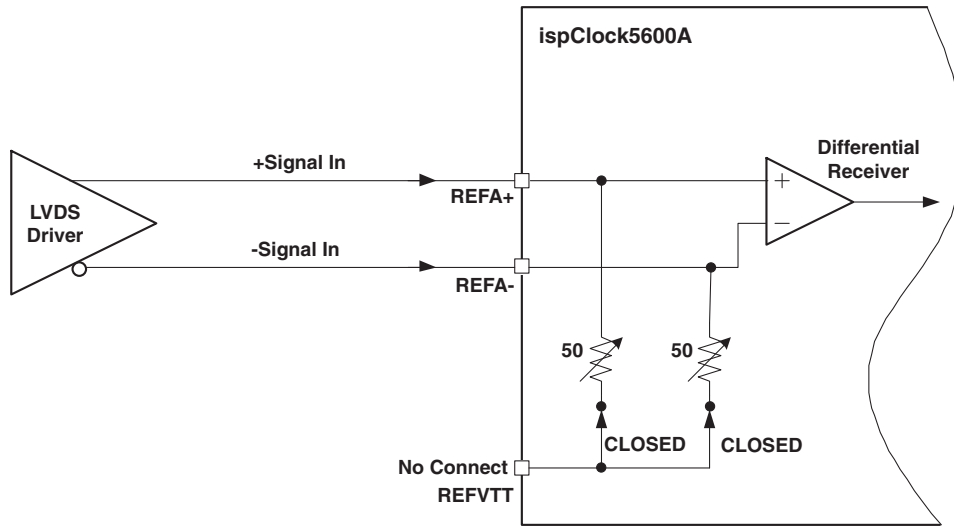 ispClock5600A
+Signal In
Differential
Receiver
REFA+
+
LVDS
Driver
-Signal In
−
REFA-
50
50
CLOSED
CLOSED
No Connect
REFVTT